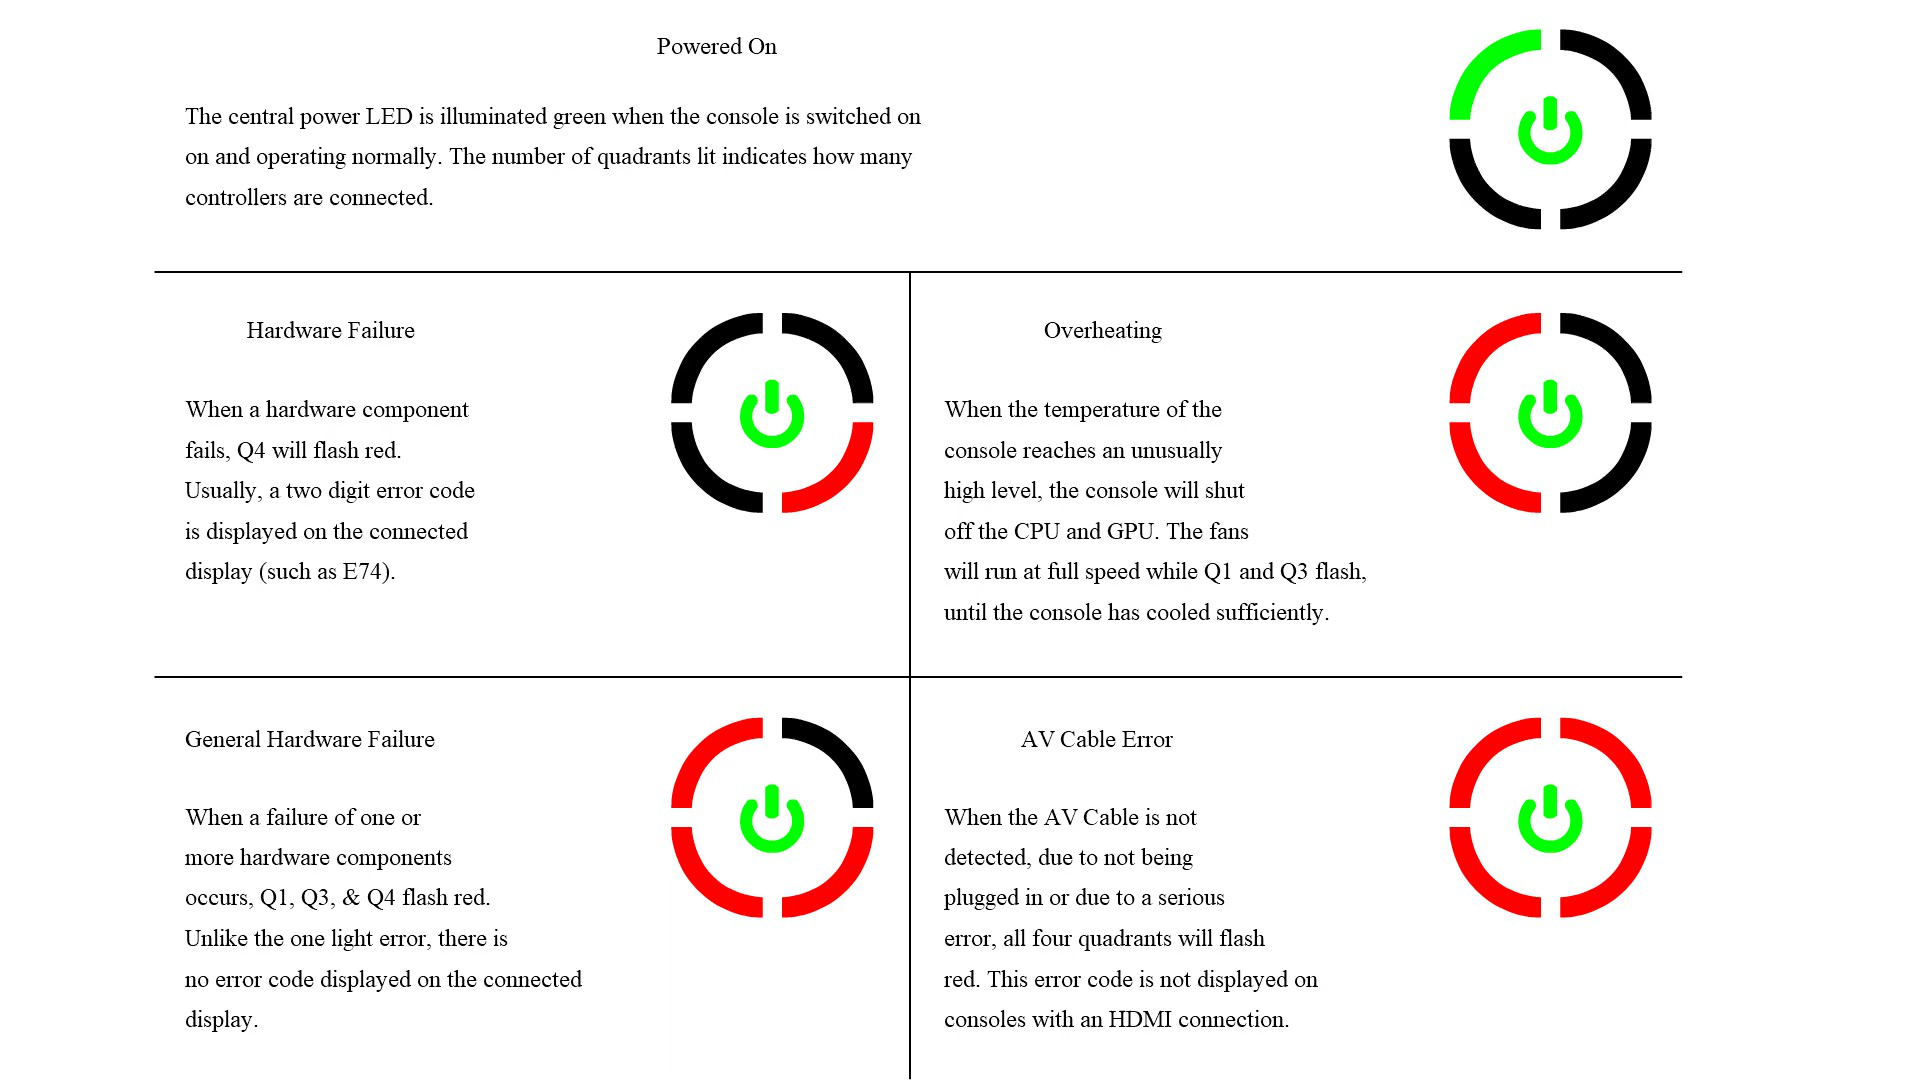 Powered On
The central power LED is illuminated green when the console is switched on
on and operating normally. The number of quadrants lit indicates how many
controllers are connected.
Hardware Failure
When a hardware component
fails, Q4 will flash red.
Usually, a two digit error code
is displayed on the connected
display (such as E74).
Overheating
When the temperature of the
console reaches an unusually
high level, the console will shut
off the CPU and GPU. The fans
will run at full speed while Q1 and Q3 flash,
until the console has cooled sufficiently.
General Hardware Failure
When a failure of one or
more hardware components
occurs, Q1, Q3, & Q4 flash red.
Unlike the one light error, there is
no error code displayed on the connected
display.
AV Cable Error
When the AV Cable is not
detected, due to not being
plugged in or due to a serious
error, all four quadrants will flash
red. This error code is not displayed on
consoles with an HDMI connection.